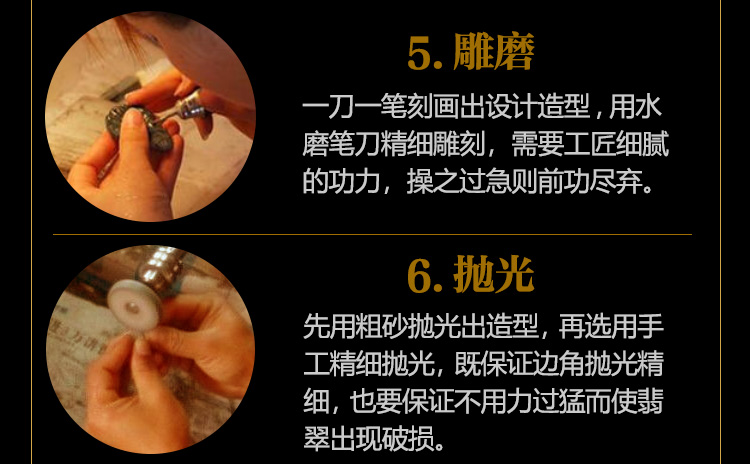 5. 雕磨
一刀一笔刻画出设计造型，用水
磨笔刀精细雕刻，需要工匠细腻
的功力，操之过急则前功尽弃。
6. 抛光
先用粗砂抛光出造型，再选用手
工精细抛光，既保证边角抛光精
细，也要保证不用力过猛而使翡
翠出现破损。